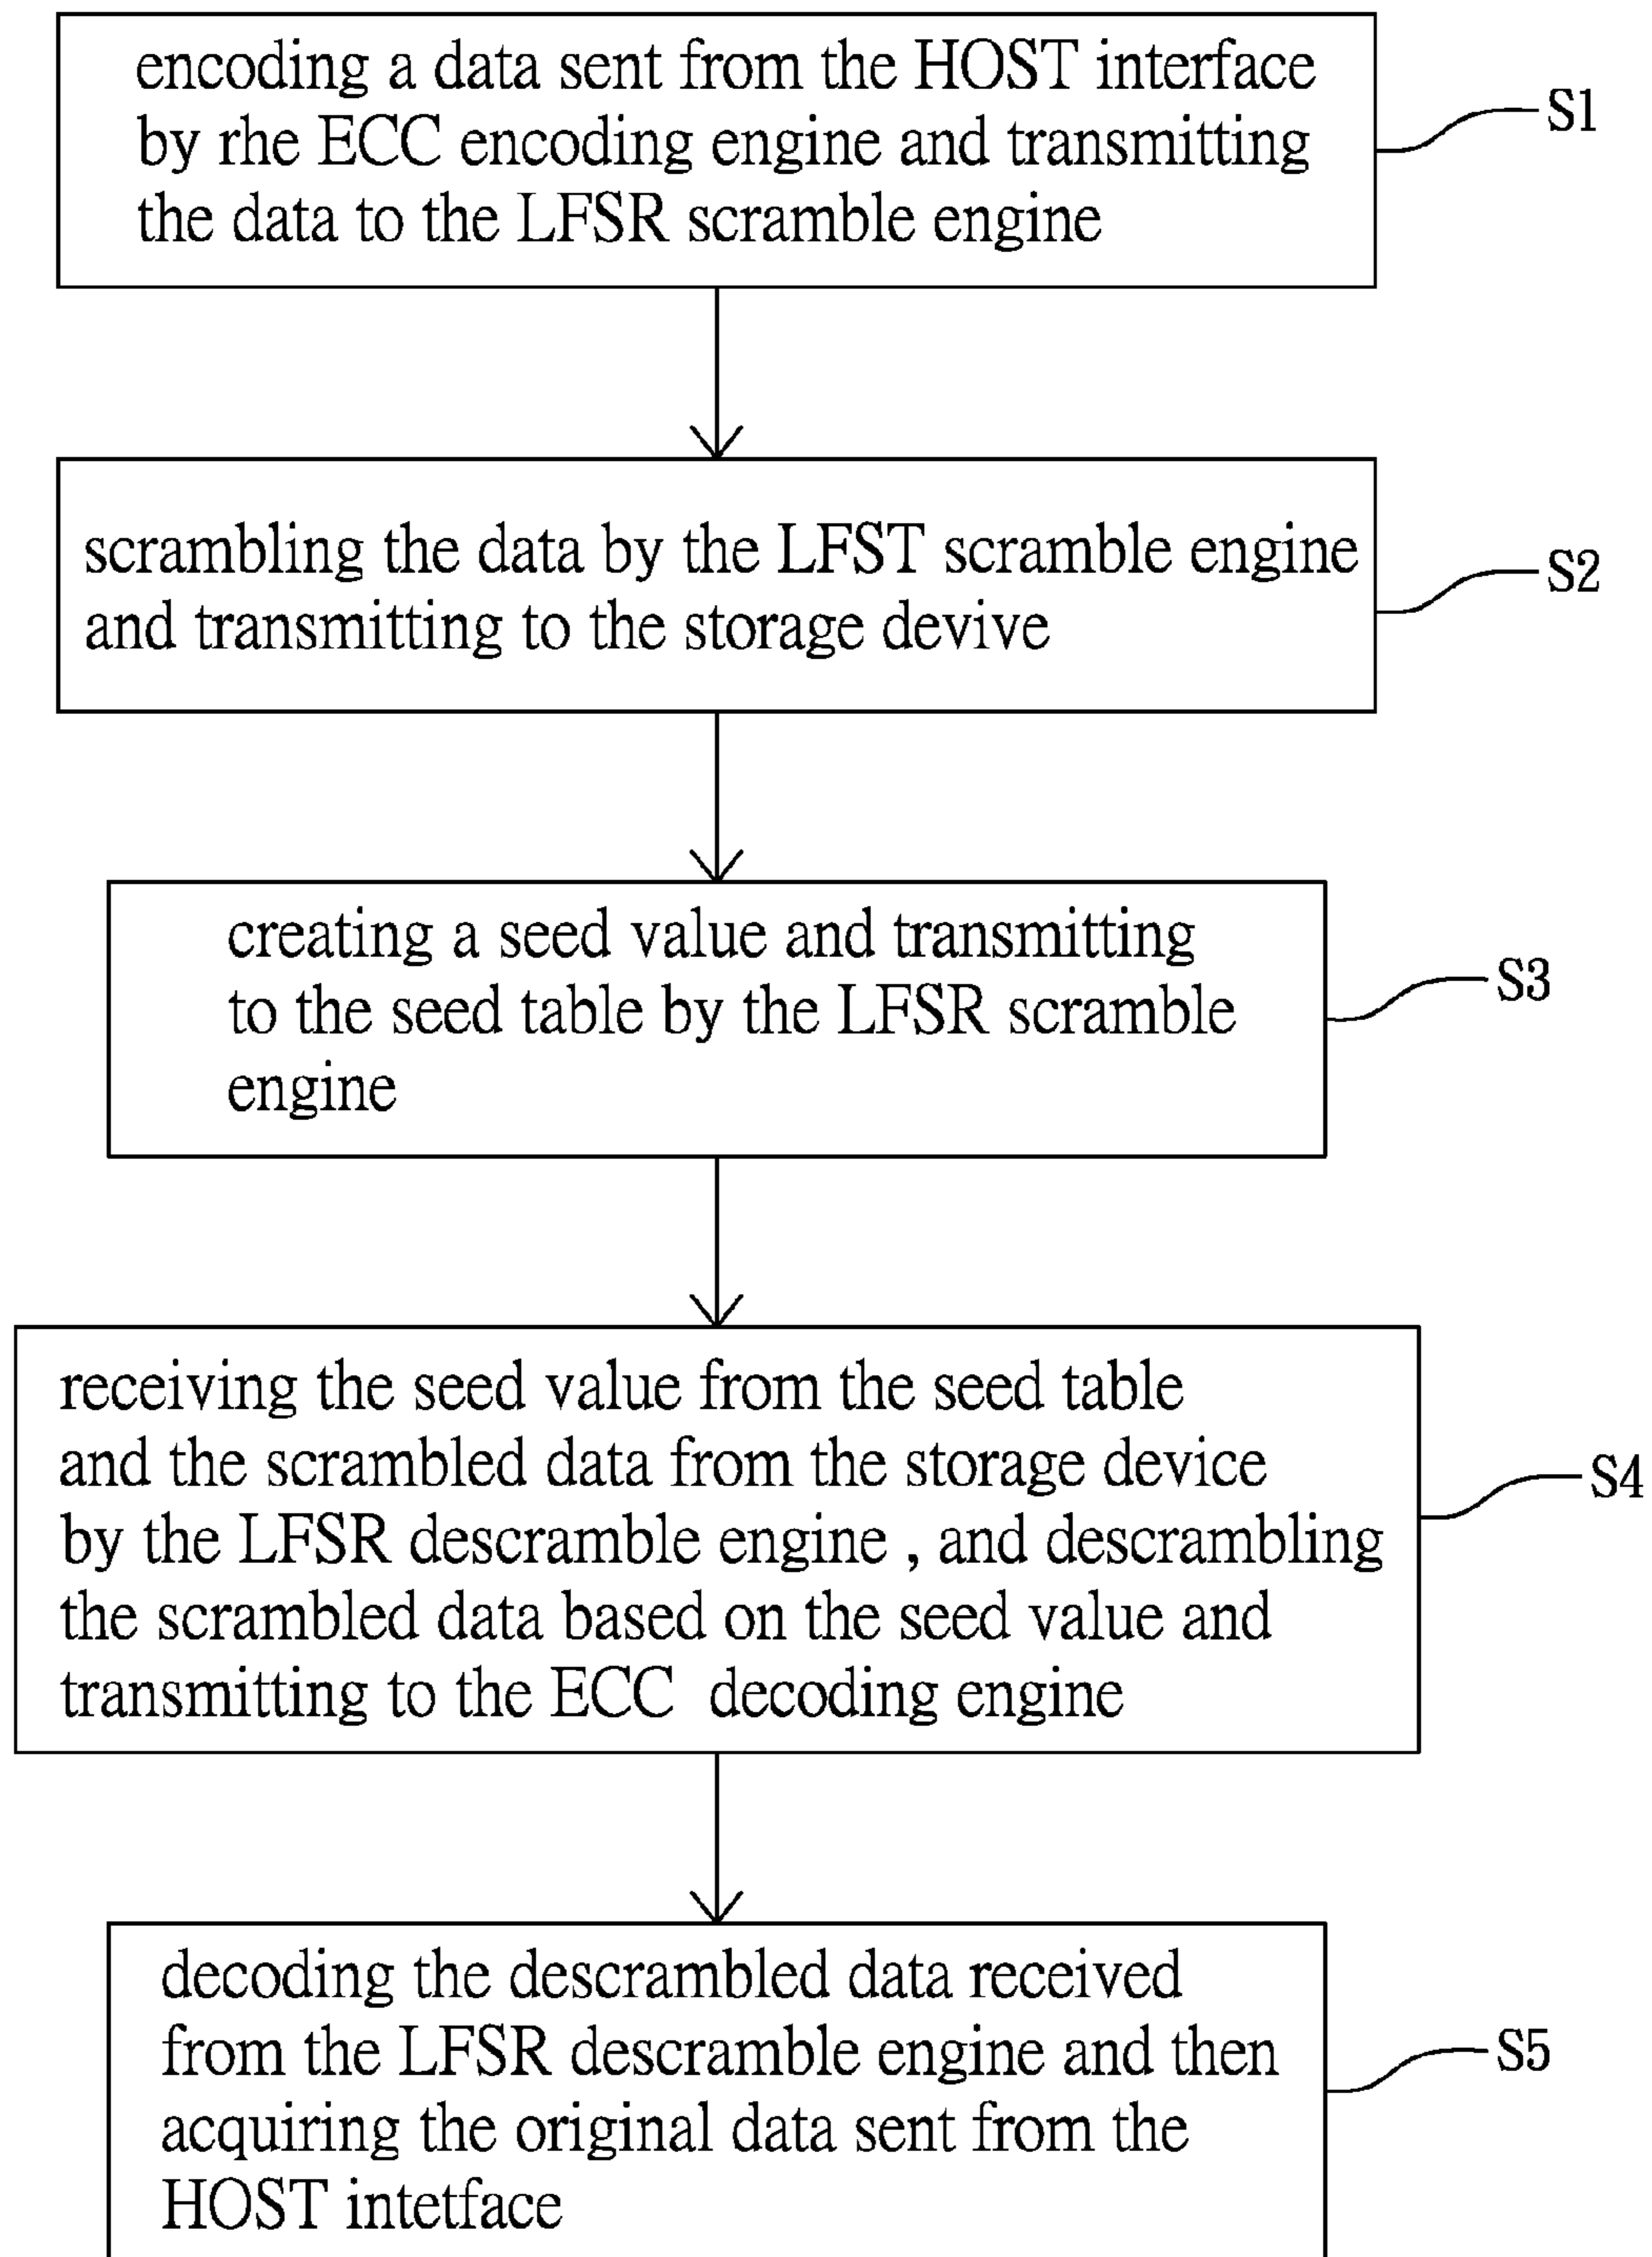 encoding a data sent from the HOST interface
by rhe ECC encoding engine and transmitting
the data to the LFSR scramble engine
S1
scrambling the data by the LFST scramble engine
and transmitting to the storage devive
S2
creating a seed value and transmitting
to the seed table by the LFSR scramble
engine
S3
receiving the seed value from the seed table
and the scrambled data from the storage device
by the LFSR descramble engine , and descrambling
the scrambled data based on the seed value and
transmitting to the ECC decoding engine
S4
decoding the descrambled data received
from the LFSR descramble engine and then
acquiring the original data sent from the
HOST intetface
S5